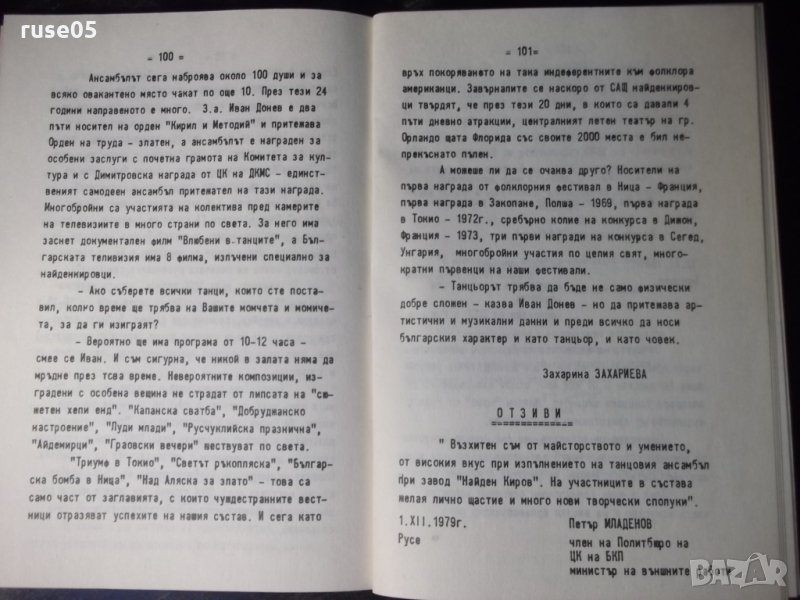 ruse05
= 100 =
Ансамбълт сега наброява около 100 души и за
всяко овакантено място чакат по още 10. През тези 24
години направеното е много. З.а. Иван Донев е два
пъти носител на орден "Кирил и Методий" и притежава
Орден на труда - златен, а ансамбълт е награден за
особени заслуги с почетна грамота на Комитета за кул-
тура и с Димитровска награда от ЦК на ДКМС - единст-
веният самодеен ансамбъл притежател на тази награда.
Многобройни са участията на колектива пред камерите
на телевизиите в много страни по света. За него има
заснет документален филм "Влюбени в танците", а Бъл-
гарската теливизия има 8 филма, излъчени специално за
найденкировци.
- Ако съберете всички танци, които сте поста-
вил, колко време ще трябва на Вашите момчета и момиче-
та, за да ги изиграят?
- Вероятно ще има програма от 10-12 часа -
смее се Иван. И съм сигурна, че никой в залата няма да
мръдне през тсва време. Невероятните композиции, из-
градени с особена вещина не страдат от липсата на "сю-
жетен хепи енд". "Капанска сватба", "Добруджанско
настроение", "Луди млади", "Русчуклийска празнична",
"Айдемирци", "Граовски вечери" шествуват по света.
"Триумф в Токио", "Светът ръкопляска", "Българ-
ска бомба в Ница", "Над Аляска за злато" - това са
само част от заглавията, с които чуждестранните вест-
ници отразяват успехите на нашия състав. И сега като
= 101=
връх покоряването на така индеферентните към фолклора
американци. Завърналите се наскоро от САЩ найденкиров-
ци твърдят, че през тези 20 дни, в които са давали 4
пъти дневно атракции, централният летен театър на гр.
Орландо щата Флорида със своите 2000 места е бил не-
прекъснато пълен.
А можеше ли да се очаква друго? Носители на
първа награда от фолклорния фестивал в Ница - Франция,
първа награда в Закопане, Полша - 1969, първа награда
в Токио - 1972г., сребърно колие на конкурса в Дижон,
Франция - 1973, три първи награди на конкурса в Сегед,
Унгария, многобройни участия по целия свят, много-
кратни първенци на наши фестивали.
- Танцьорът трябва да бъде не само физически
добре сложен - казва Иван Донев - но да притежава ар-
тистични и музикални данни и преди всичко да носи
българския характер и като танцьор, и като човек.
Захарина ЗАХАРИЕВА
ОТЗИВИ
" Възхитен съм от майсторството и умението,
от високия вкус при изпълнението на танцовия ансамбъл
при завод "Найден Киров". На участниците в състава
желая лично щастие и много нови творчески сполуки".
1.XII.1979г.
Русе
Петър МЛАДЕНОВ
член на Политбюро на
ЦК на БКП
министър на външните работи
BAZAR